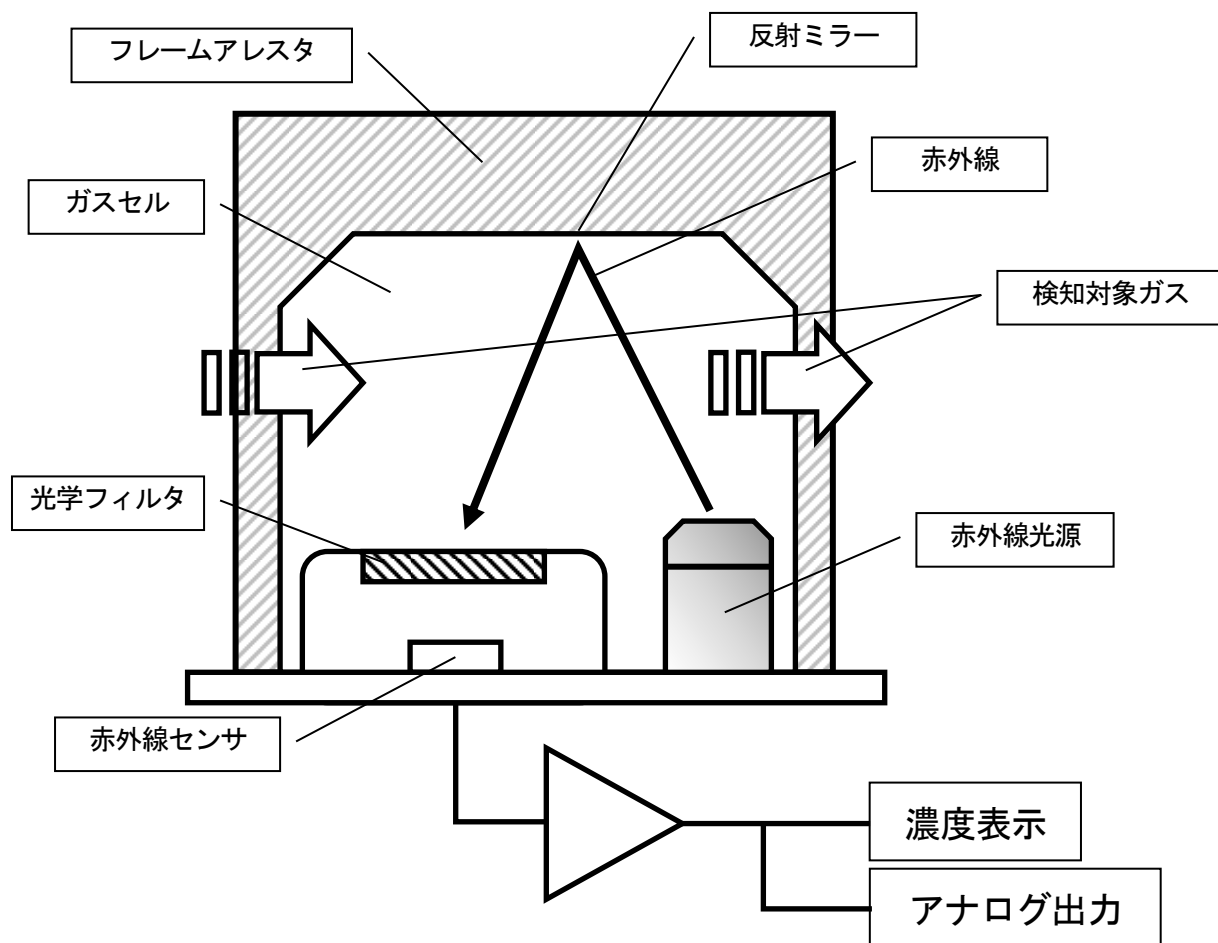 反射ミラー
フレームアレスタ
赤外線
ガスセル
検知対象ガス
光学フィルタ
赤外線光源
赤外線センサ
濃度表示
アナログ出力